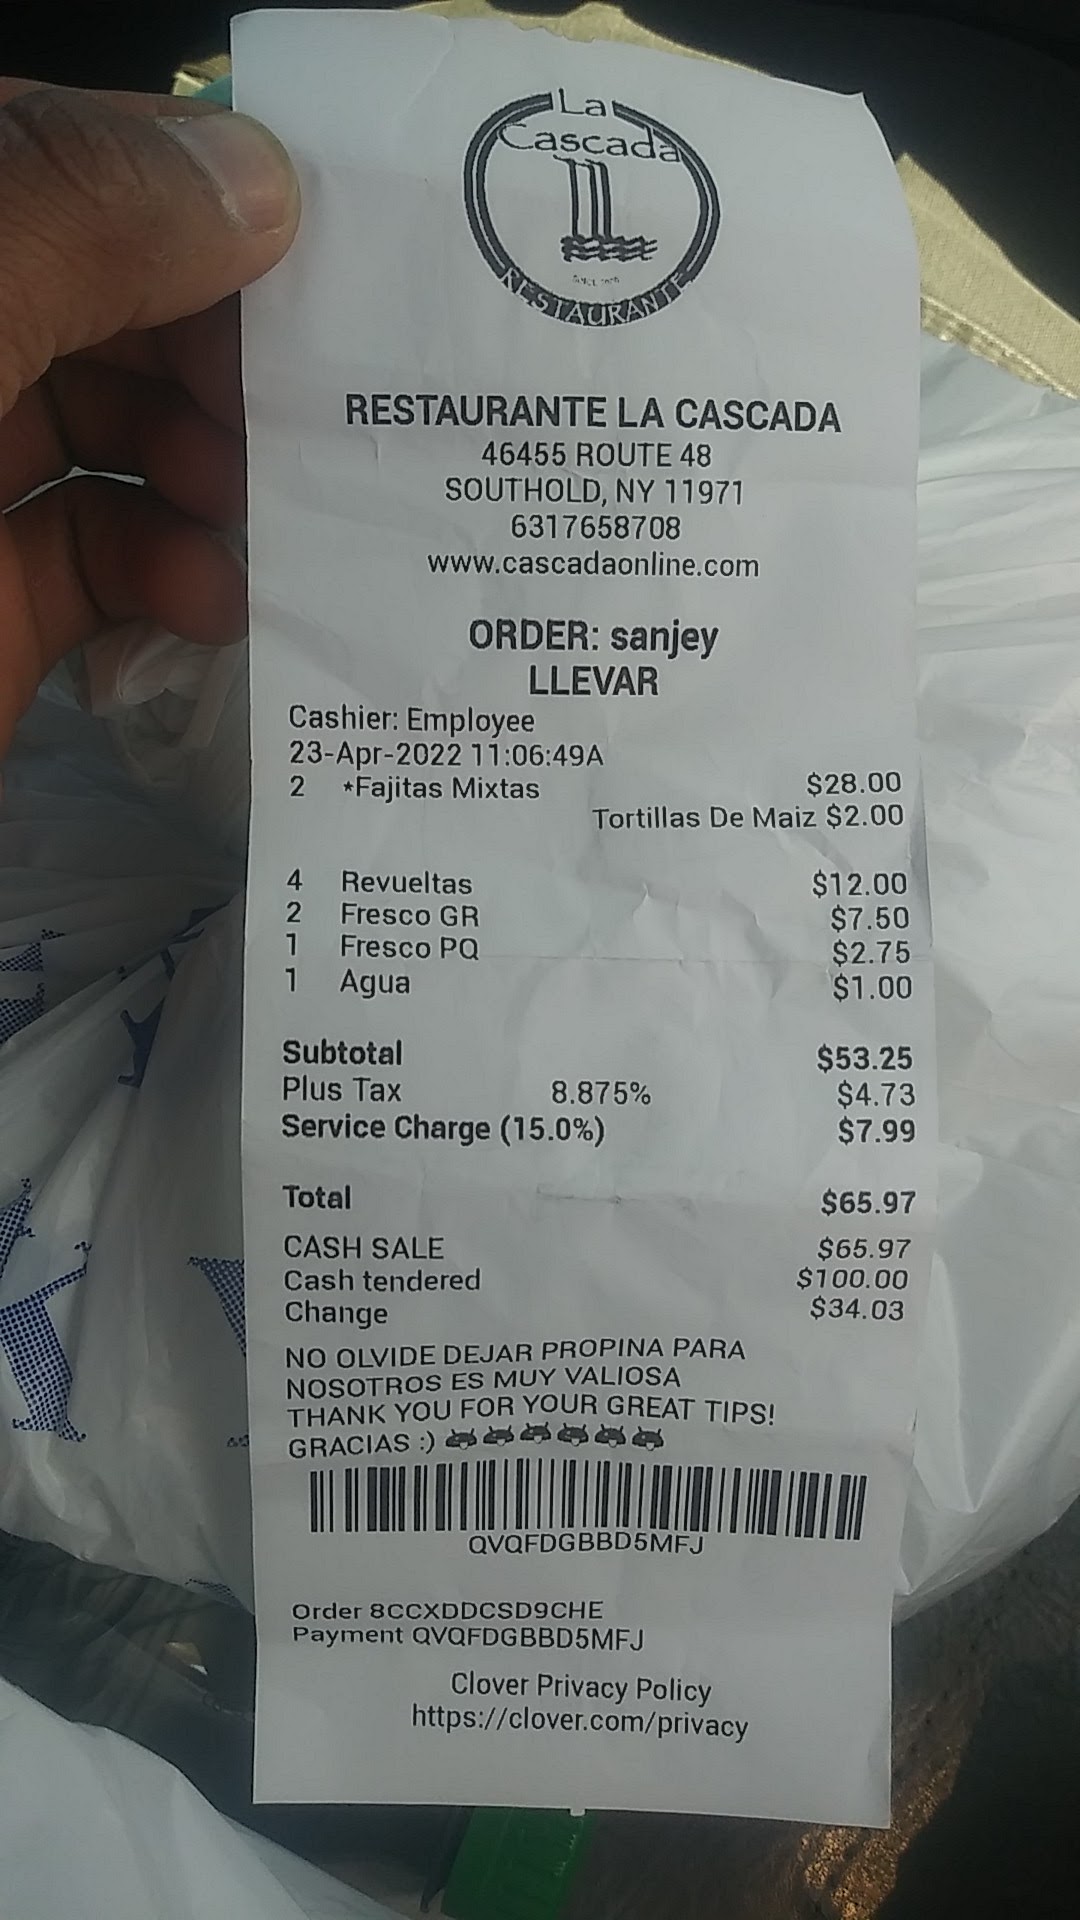 La
Cascada
RESTAURANTE
RESTAURANTE LA CASCADA
46455 ROUTE 48
SOUTHOLD, NY 11971
6317658708
www.cascadaonline.com
ORDER: sanjey
LLEVAR
Cashier: Employee
23-Apr-2022 11:06:49A
2 *Fajitas Mixtas $28.00
Tortillas De Maiz $2.00
4 Revueltas $12.00
2 Fresco GR $7.50
1 Fresco PQ $2.75
1 Agua $1.00
Subtotal $53.25
Plus Tax 8.875% $4.73
Service Charge (15.0%) $7.99
Total $65.97
CASH SALE $65.97
Cash tendered $100.00
Change $34.03
NO OLVIDE DEJAR PROPINA PARA
NOSOTROS ES MUY VALIOSA
THANK YOU FOR YOUR GREAT TIPS!
GRACIAS :)
QVQFDGBBD5MFJ
Order 8CCXDDCSD9CHE
Payment QVQFDGBBD5MFJ
Clover Privacy Policy
https://clover.com/privacy